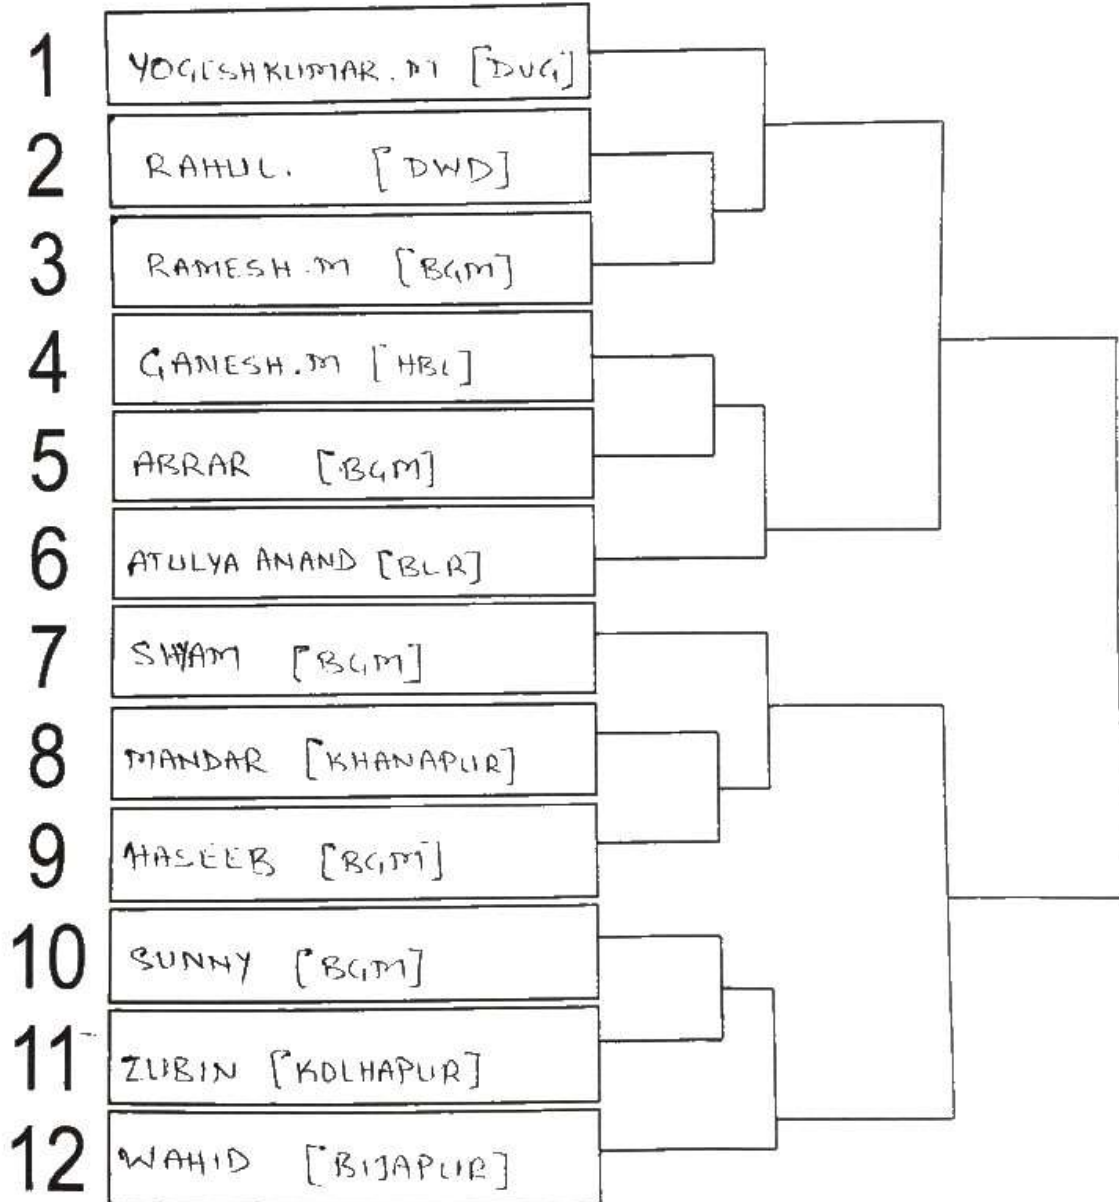 1 YOGESHKUMAR.M [DVG]
2 RAHUL. [DWD]
3 RAMESH.M [BGM]
4 GANESH.M [HBL]
5 ABRAR [BGM]
6 ATULYA ANAND [BLR]
7 SHYAM [BGM]
8 MANDAR [KHANAPUR]
9 HASEEB [BGM]
10 SUNNY [BGM]
11 ZUBIN [KOLHAPUR]
12 WAHID [BIJAPUR]